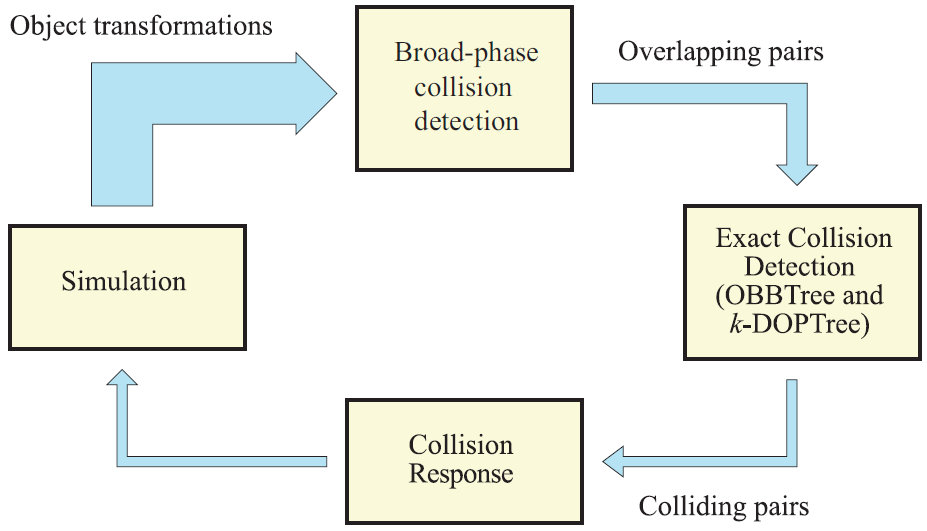 Object transformations
Broad-phase
collision
detection
Overlapping pairs
Simulation
Exact Collision
Detection
(OBBTree and
k-DOPTree)
Collision
Response
Colliding pairs